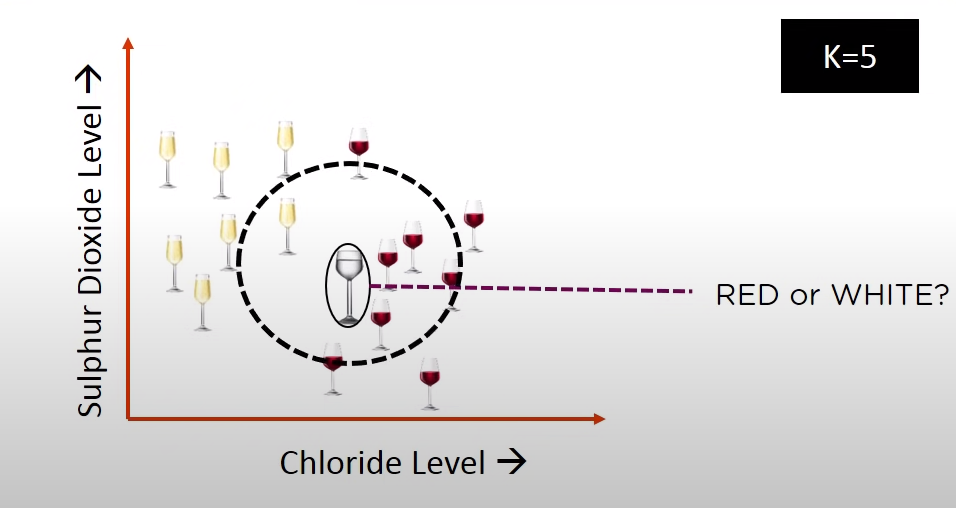 K=5
Sulphur Dioxide Level →
RED or WHITE?
Chloride Level →